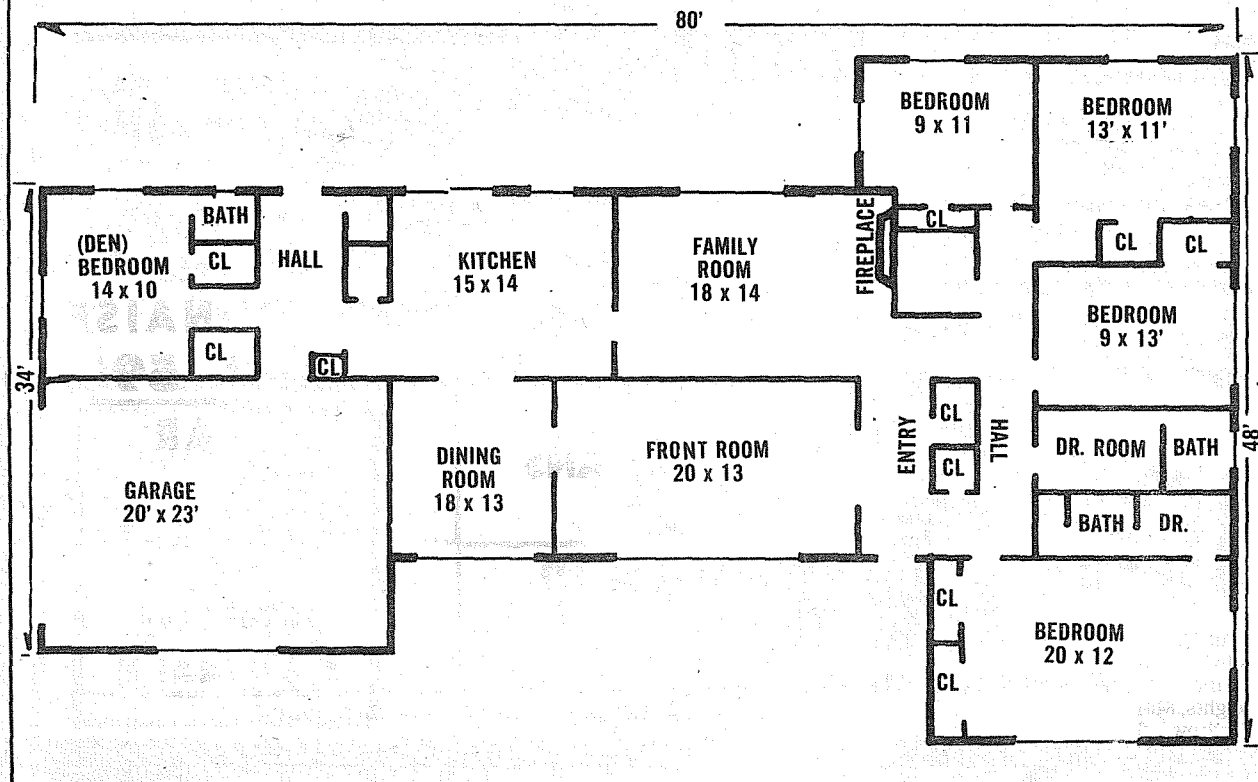 80'
BEDROOM
9 x 11
BEDROOM
13' x 11'
BATH
(DEN)
BEDROOM
14 x 10
CL
HALL
KITCHEN
15 x 14
FAMILY
ROOM
18 x 14
FIREPLACE
CL
CL
CL
BEDROOM
9 x 13'
CL
CL
34'
GARAGE
20' x 23'
DINING
ROOM
18 x 13
FRONT ROOM
20 x 13
ENTRY
CL
CL
HALL
DR. ROOM
BATH
48'
BATH
DR.
CL
CL
BEDROOM
20 x 12